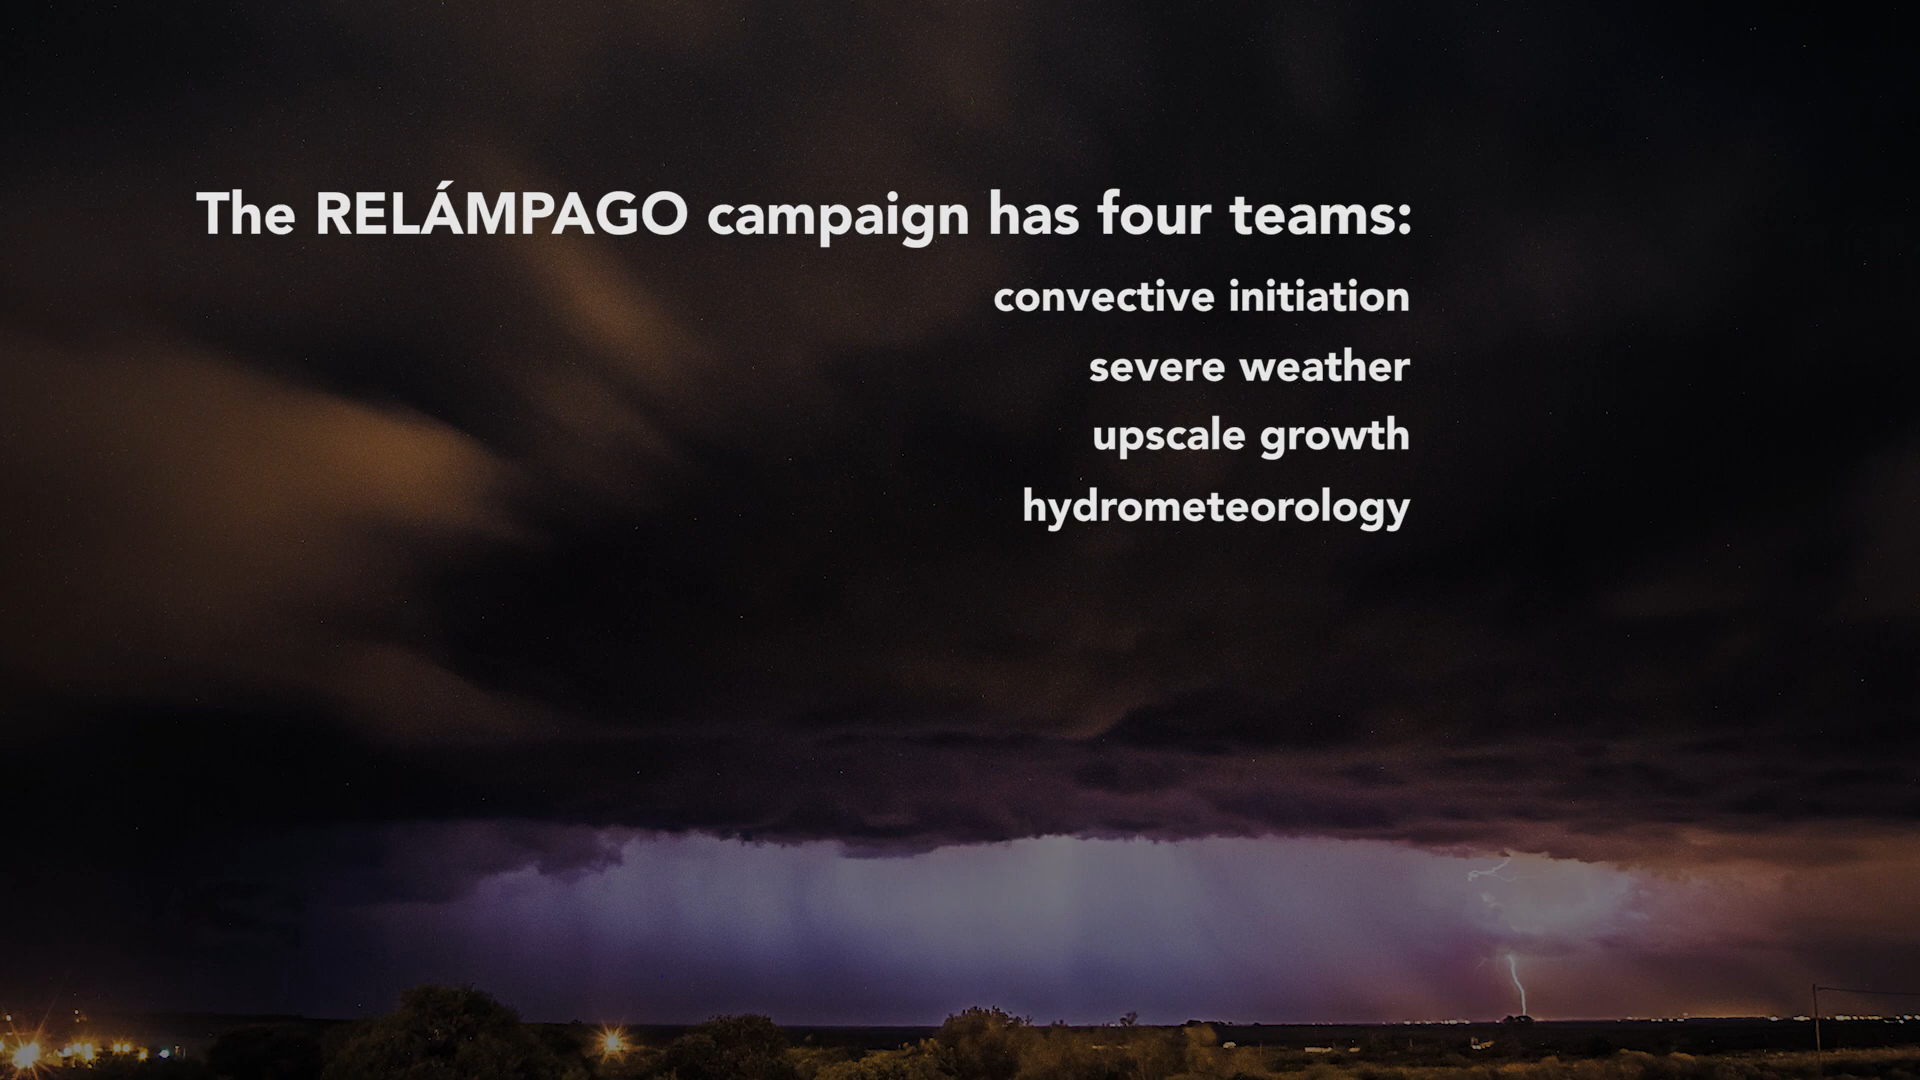 The RELÁMPAGO campaign has four teams:
convective initiation
severe weather
upscale growth
hydrometeorology